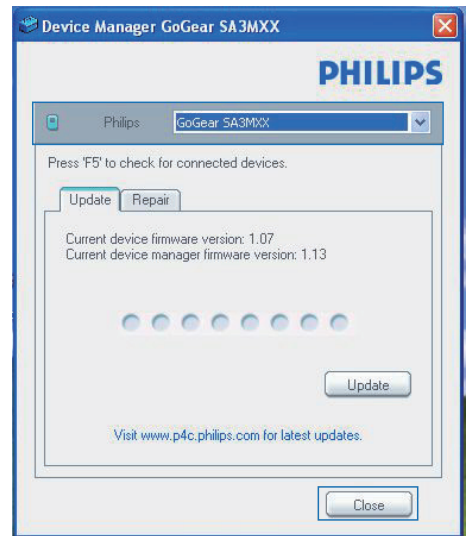 Device Manager GoGear SA3MXX
PHILIPS
Philips GoGear SA3MXX
Press 'F5' to check for connected devices.
Update Repair
Current device firmware version: 1.07
Current device manager firmware version: 1.13
Update
Visit www.p4c.philips.com for latest updates.
Close